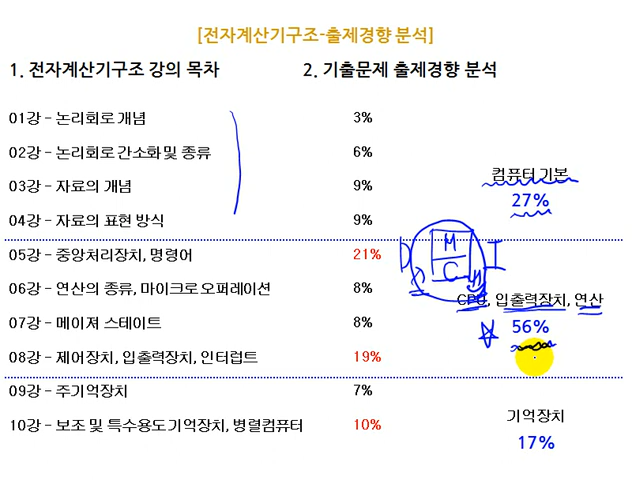 [전자계산기구조-출제경향 분석]
1. 전자계산기구조 강의 목차 2. 기출문제 출제경향 분석
01강 - 논리회로 개념 3%
02강 - 논리회로 간소화 및 종류 6%
03강 - 자료의 개념 9%
컴퓨터 기본
27%
04강 - 자료의 표현 방식 9%
05강 - 중앙처리장치, 명령어 21%
M
C
06강 - 연산의 종류, 마이크로 오퍼레이션 8%
CPU, 입출력장치, 연산
56%
07강 - 메이져 스테이트 8%
08강 - 제어장치, 입출력장치, 인터럽트 19%
09강 - 주기억장치 7%
10강 - 보조 및 특수용도 기억장치, 병렬컴퓨터 10%
기억장치
17%